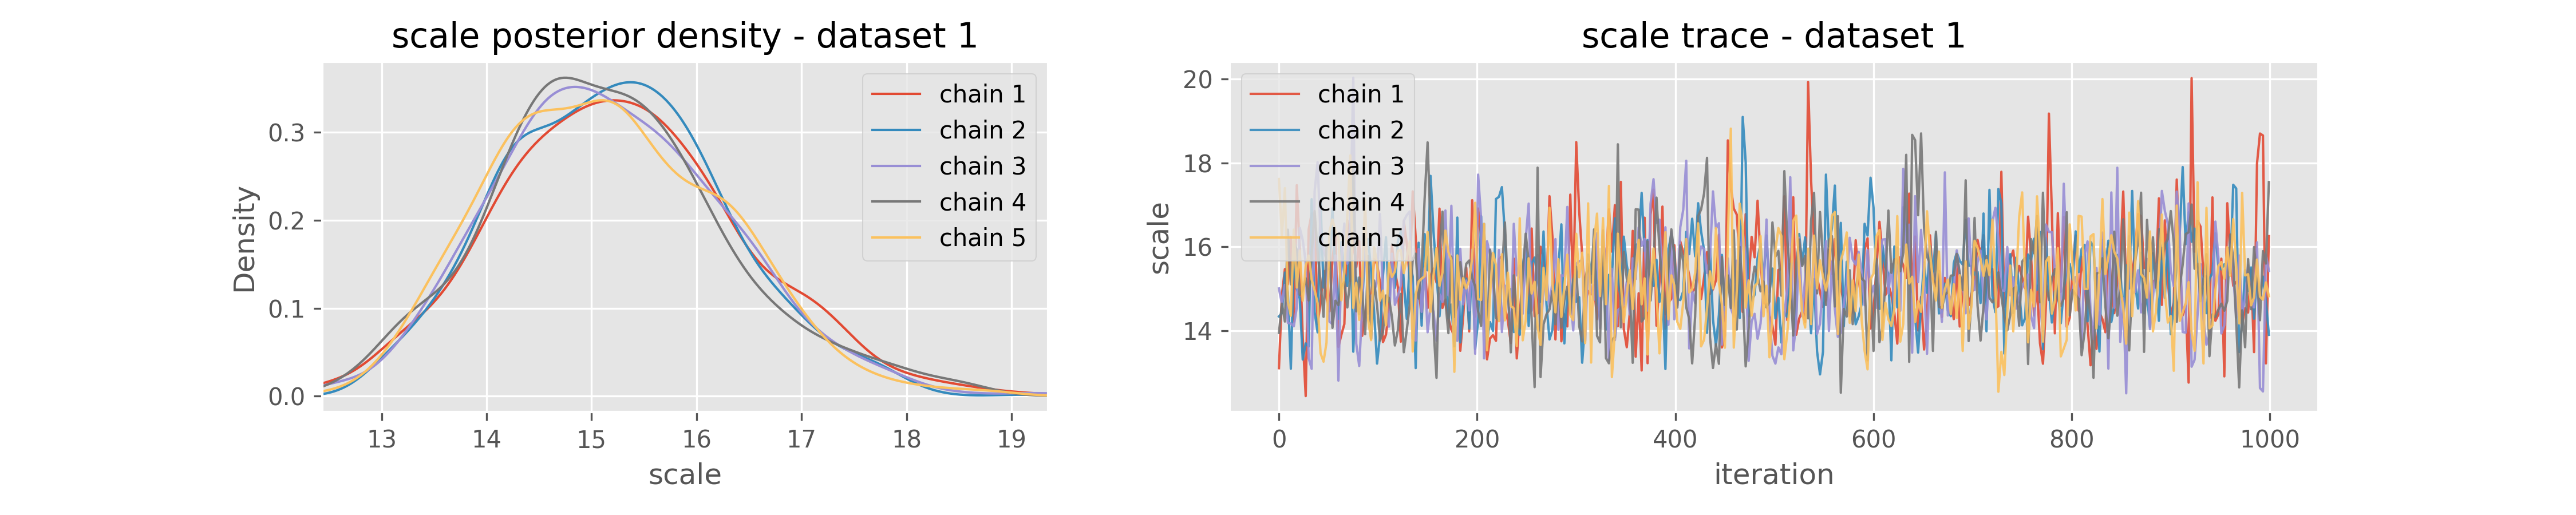 scale posterior density - dataset 1
0.3
0.2
0.1
0.0
Density
13 14 15 16 17 18 19
scale
chain 1
chain 2
chain 3
chain 4
chain 5
scale trace - dataset 1
20
18
16
14
scale
0 200 400 600 800 1000
iteration
chain 1
chain 2
chain 3
chain 4
chain 5